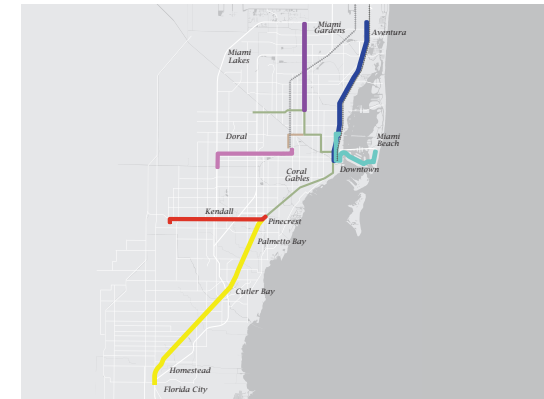 Miami
Gardens
Aventura
Miami
Lakes
Doral
Miami
Beach
Coral
Gables
Downtown
Kendall
Pinecrest
Palmetto Bay
Cutler Bay
Homestead
Florida City